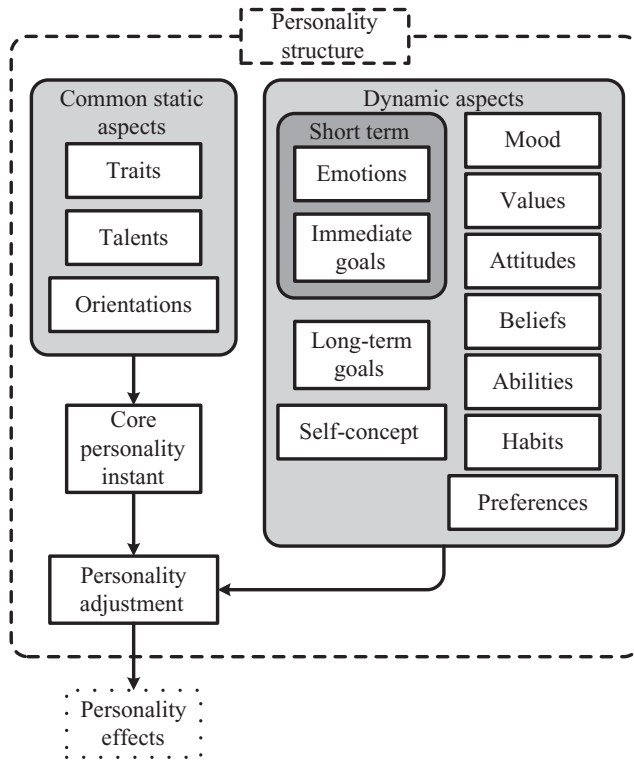 Personality
structure
Common static
aspects
Traits
Talents
Orientations
Core
personality
instant
Personality
adjustment
Personality
effects
Dynamic aspects
Short term
Emotions
Immediate
goals
Long-term
goals
Self-concept
Mood
Values
Attitudes
Beliefs
Abilities
Habits
Preferences